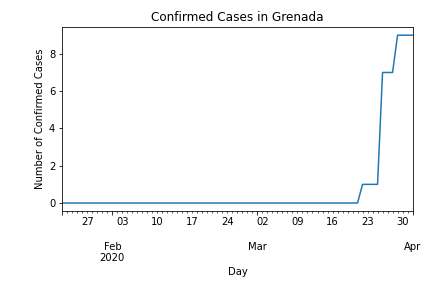 Confirmed Cases in Grenada
Number of Confirmed Cases
8
6
4
2
0
27 03 10 17 24 02 09 16 23 30
Feb Mar Apr
2020
Day